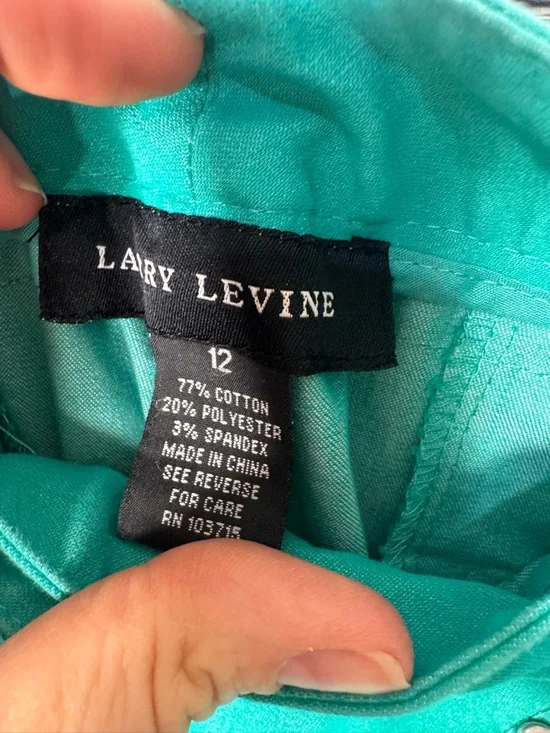 LARRY LEVINE
12
77% COTTON
20% POLYESTER
3% SPANDEX
MADE IN CHINA
SEE REVERSE
FOR CARE
RN 103715